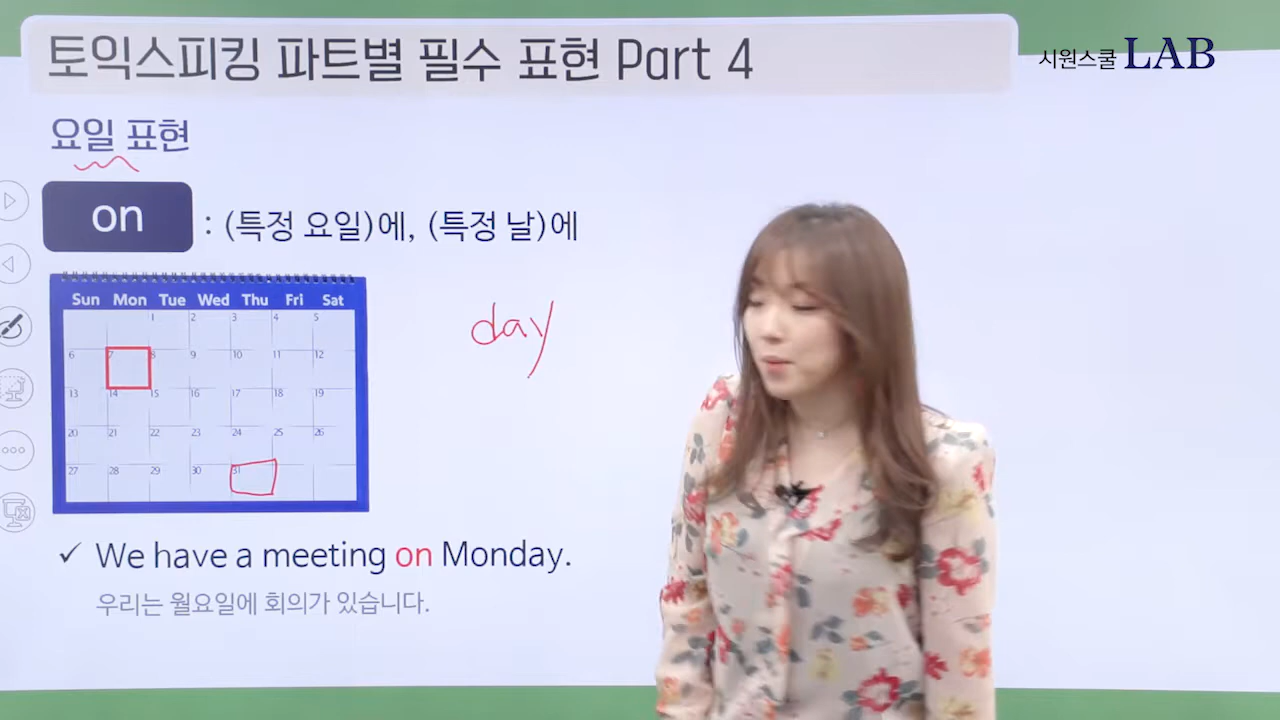 토익스피킹 파트별 필수 표현 Part 4
시원스쿨 LAB
요일 표현
on : (특정 요일)에, (특정 날)에
day
Sun Mon Tue Wed Thu Fri Sat
1 2 3 4 5
6 7 8 9 10 11 12
13 14 15 16 17 18 19
20 21 22 23 24 25 26
27 28 29 30 31
✓ We have a meeting on Monday.
우리는 월요일에 회의가 있습니다.